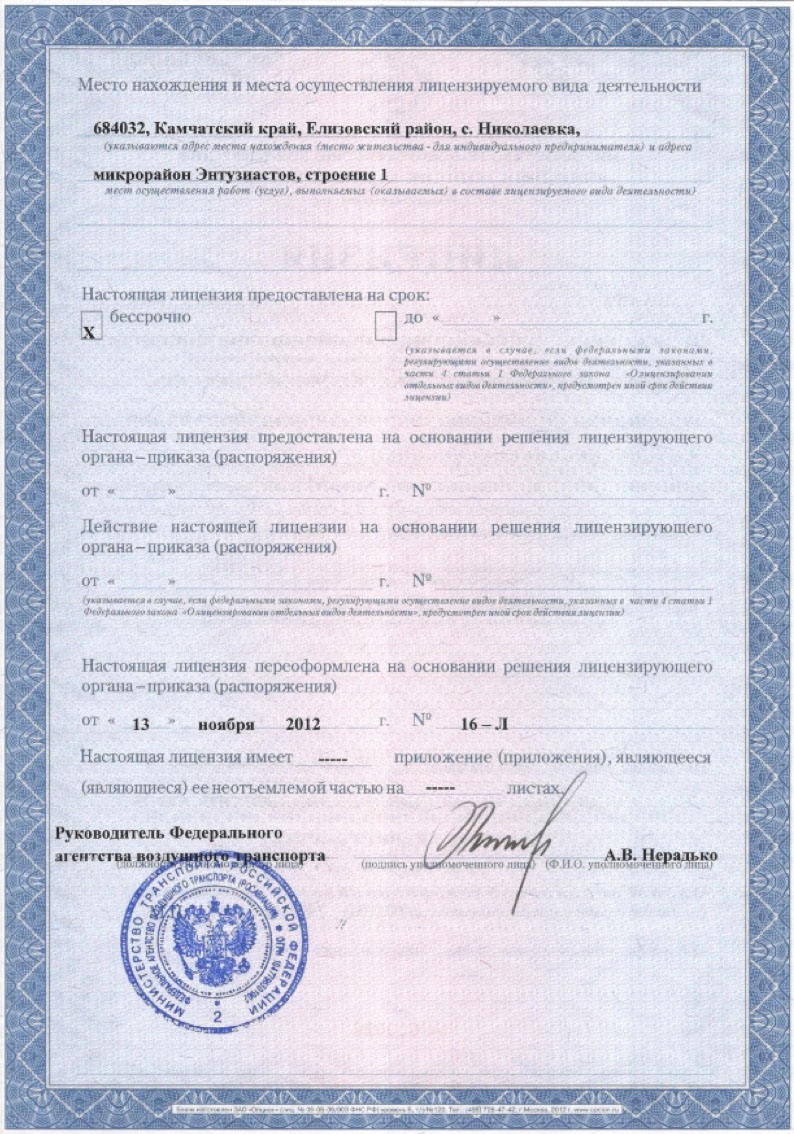 Место нахождения и места осуществления лицензируемого вида деятельности
684032, Камчатский край, Елизовский район, с. Николаевка,
(указываются адрес места нахождения (место жительства - для индивидуального предпринимателя) и адреса
микрорайон Энтузиастов, строение 1
мест осуществления работ (услуг), выполняемых (оказываемых) в составе лицензируемого вида деятельности)
Настоящая лицензия предоставлена на срок:
X бессрочно до « » г.
(указывается в случае, если федеральными законами,
регулирующими осуществление видов деятельности, указанных в
части 4 статьи 1 Федерального закона «О лицензировании
отдельных видов деятельности», предусмотрен иной срок действия
лицензии)
Настоящая лицензия предоставлена на основании решения лицензирующего
органа – приказа (распоряжения)
от « » г. №
Действие настоящей лицензии на основании решения лицензирующего
органа – приказа (распоряжения)
от « » г. №
(указывается в случае, если федеральными законами, регулирующими осуществление видов деятельности, указанных в части 4 статьи 1
Федерального закона «О лицензировании отдельных видов деятельности», предусмотрен иной срок действия лицензии)
Настоящая лицензия переоформлена на основании решения лицензирующего
органа – приказа (распоряжения)
от « 13 » ноября 2012 г. № 16 – Л
Настоящая лицензия имеет ----- приложение (приложения), являющееся
(являющиеся) ее неотъемлемой частью на ----- листах.
Руководитель Федерального
агентства воздушного транспорта А.В. Нерадько
(подпись уполномоченного лица) (Ф.И.О. уполномоченного лица)
М.П.
МИНИСТЕРСТВО ТРАНСПОРТА РОССИЙСКОЙ ФЕДЕРАЦИИ
ФЕДЕРАЛЬНОЕ АГЕНТСТВО ВОЗДУШНОГО ТРАНСПОРТА (РОСАВИАЦИЯ)
2